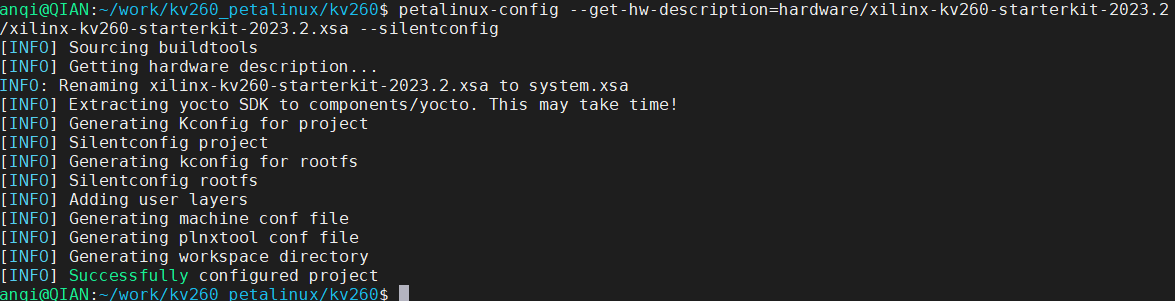 anqi@QIAN:~/work/kv260_petalinux/kv260$ petalinux-config --get-hw-description=hardware/xilinx-kv260-starterkit-2023.2
/xilinx-kv260-starterkit-2023.2.xsa --silentconfig
[INFO] Sourcing buildtools
[INFO] Getting hardware description...
INFO: Renaming xilinx-kv260-starterkit-2023.2.xsa to system.xsa
[INFO] Extracting yocto SDK to components/yocto. This may take time!
[INFO] Generating Kconfig for project
[INFO] Silentconfig project
[INFO] Generating kconfig for rootfs
[INFO] Silentconfig rootfs
[INFO] Adding user layers
[INFO] Generating machine conf file
[INFO] Generating plnxtool conf file
[INFO] Generating workspace directory
[INFO] Successfully configured project
anqi@QIAN:~/work/kv260_petalinux/kv260$